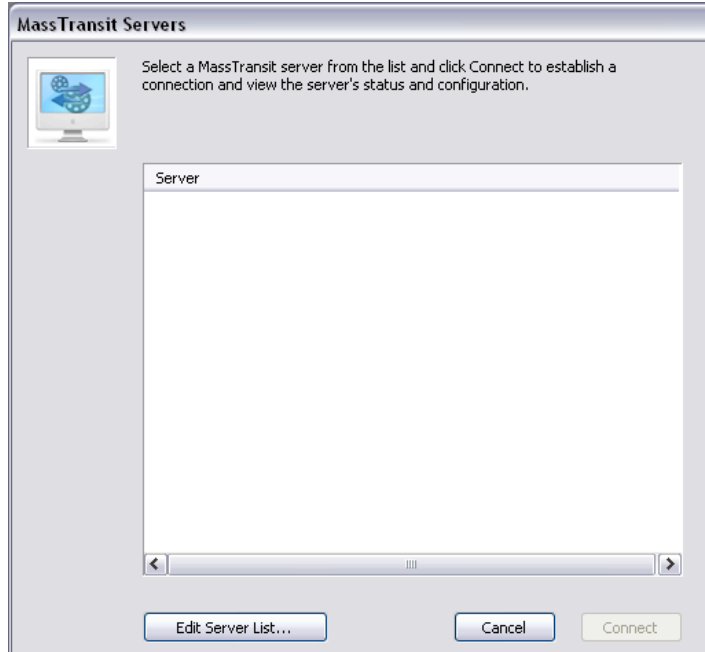 MassTransit Servers
Select a MassTransit server from the list and click Connect to establish a
connection and view the server's status and configuration.
Server
Edit Server List...
Cancel
Connect